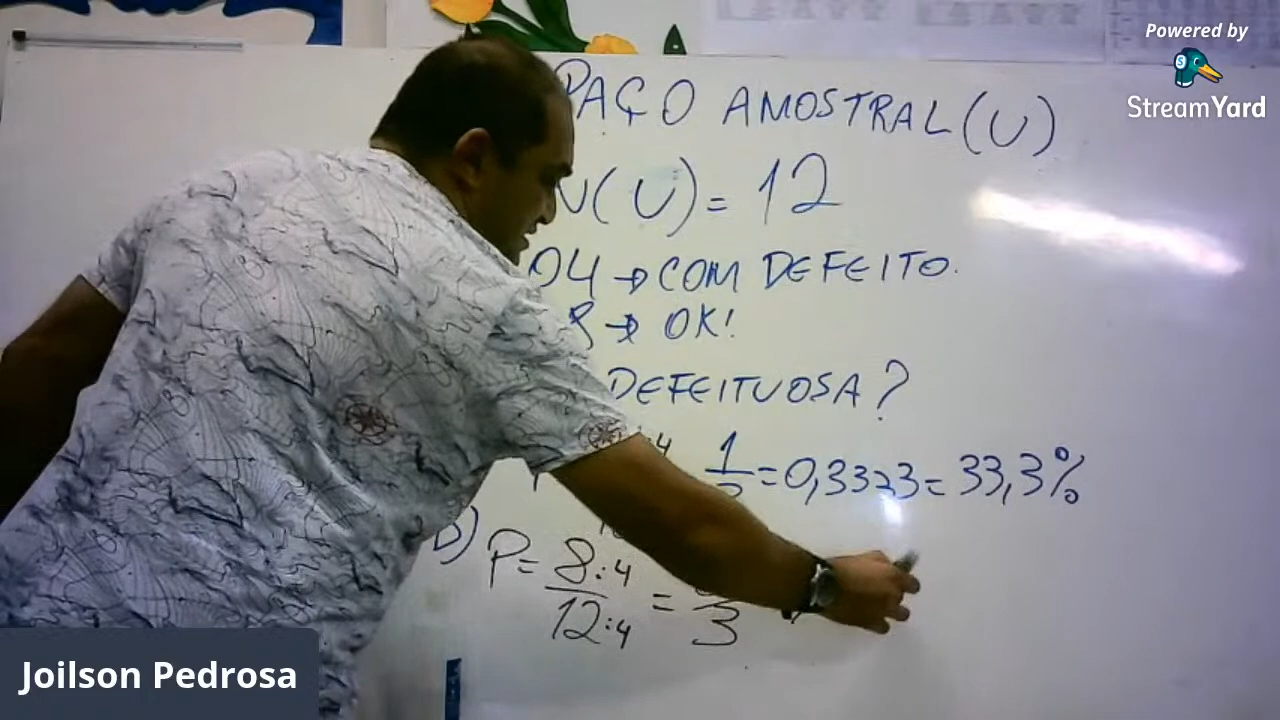 Powered by
StreamYard
PAÇO AMOSTRAL (U)
N(U) = 12
04 → COM DEFEITO.
8 → OK!
DEFEITUOSA?
1 = 0,3333 = 33,3%
B) P = 8:4
12:4 = 3
Joilson Pedrosa